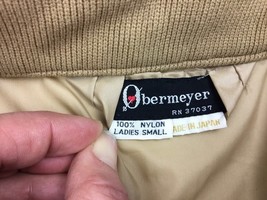 Obermeyer
RN 37037
100% NYLON
LADIES SMALL
MADE IN JAPAN